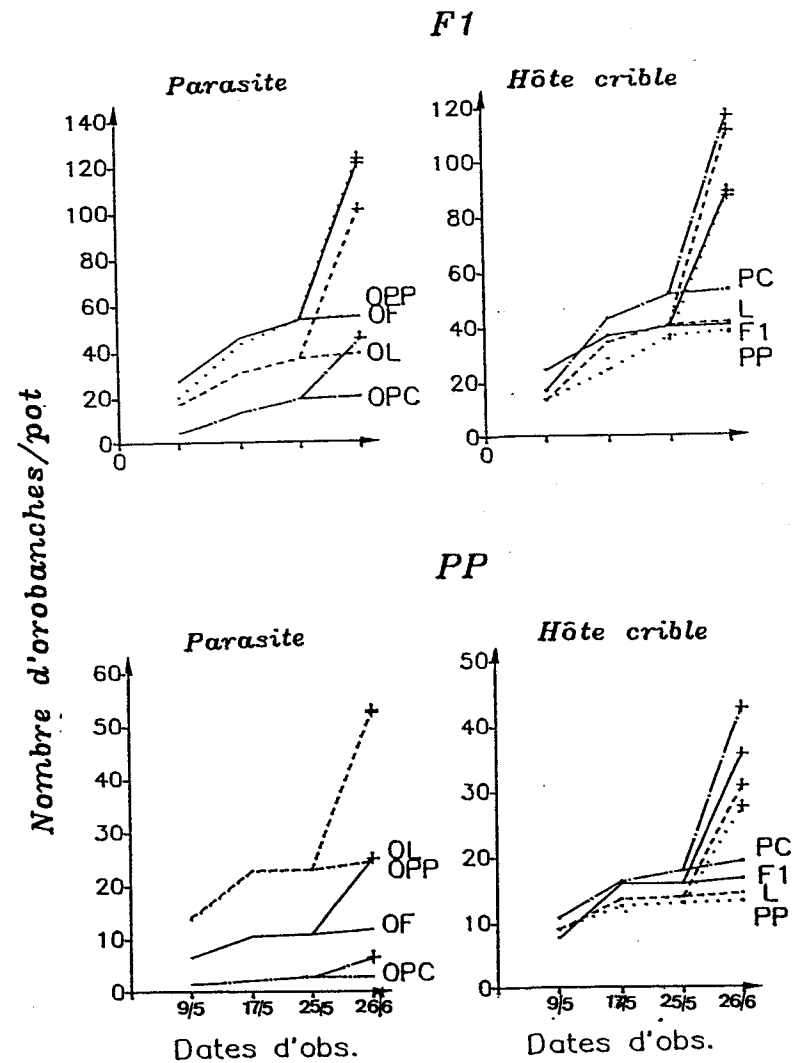 F1
Parasite
140
120
100
80
60
40
20
0
0
OPP
OF
OL
OPC
Hôte crible
120
100
80
60
40
20
0
0
PC
L
F1
PP
Nombre d'orobanches/pot
PP
Parasite
60
50
40
30
20
10
0
OL
OPP
OF
OPC
9/5 17/5 25/5 26/6
Dates d'obs.
Hôte crible
50
40
30
20
10
0
PC
F1
L
PP
9/5 17/5 25/5 26/6
Dates d'obs.